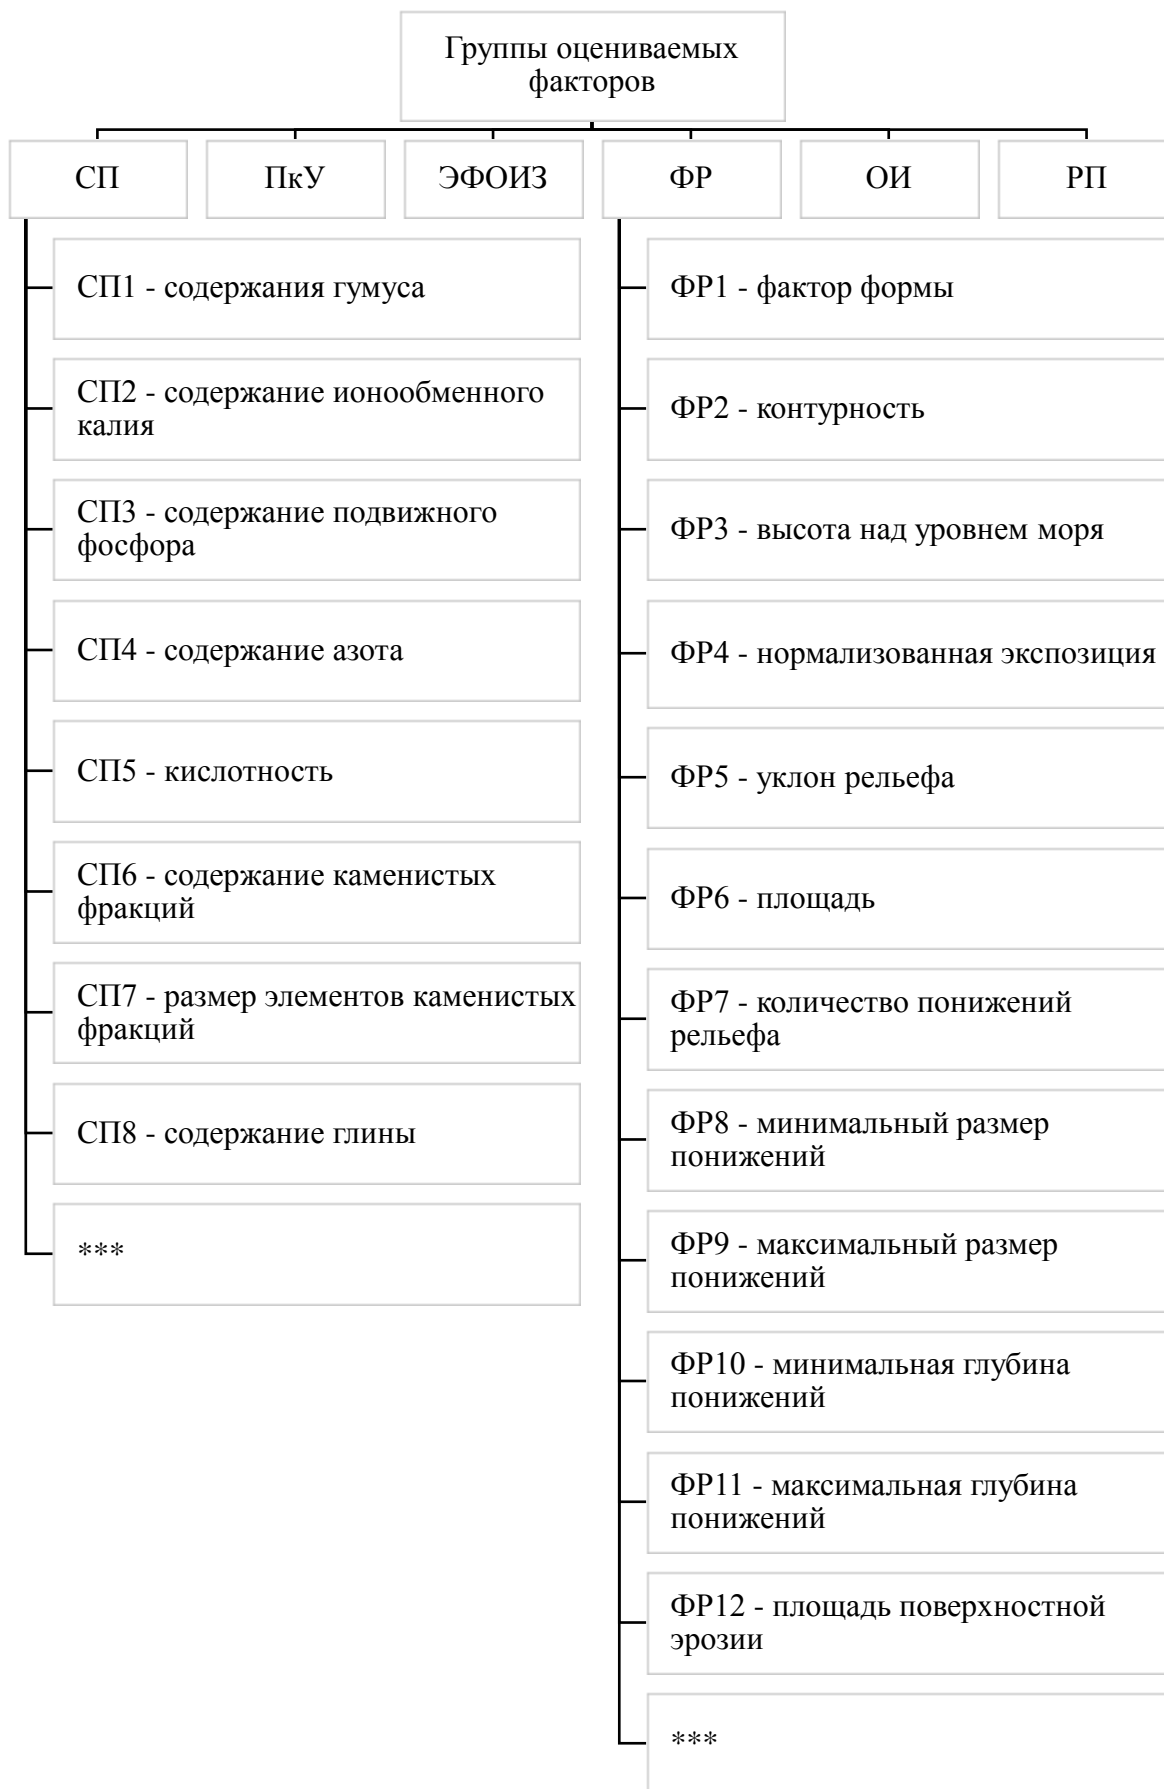 Группы оцениваемых
факторов
СП
ПкУ
ЭФОИЗ
ФР
ОИ
РП
СП1 - содержания гумуса
СП2 - содержание ионообменного
калия
СП3 - содержание подвижного
фосфора
СП4 - содержание азота
СП5 - кислотность
СП6 - содержание каменистых
фракций
СП7 - размер элементов каменистых
фракций
СП8 - содержание глины
***
ФР1 - фактор формы
ФР2 - контурность
ФР3 - высота над уровнем моря
ФР4 - нормализованная экспозиция
ФР5 - уклон рельефа
ФР6 - площадь
ФР7 - количество понижений
рельефа
ФР8 - минимальный размер
понижений
ФР9 - максимальный размер
понижений
ФР10 - минимальная глубина
понижений
ФР11 - максимальная глубина
понижений
ФР12 - площадь поверхностной
эрозии
***